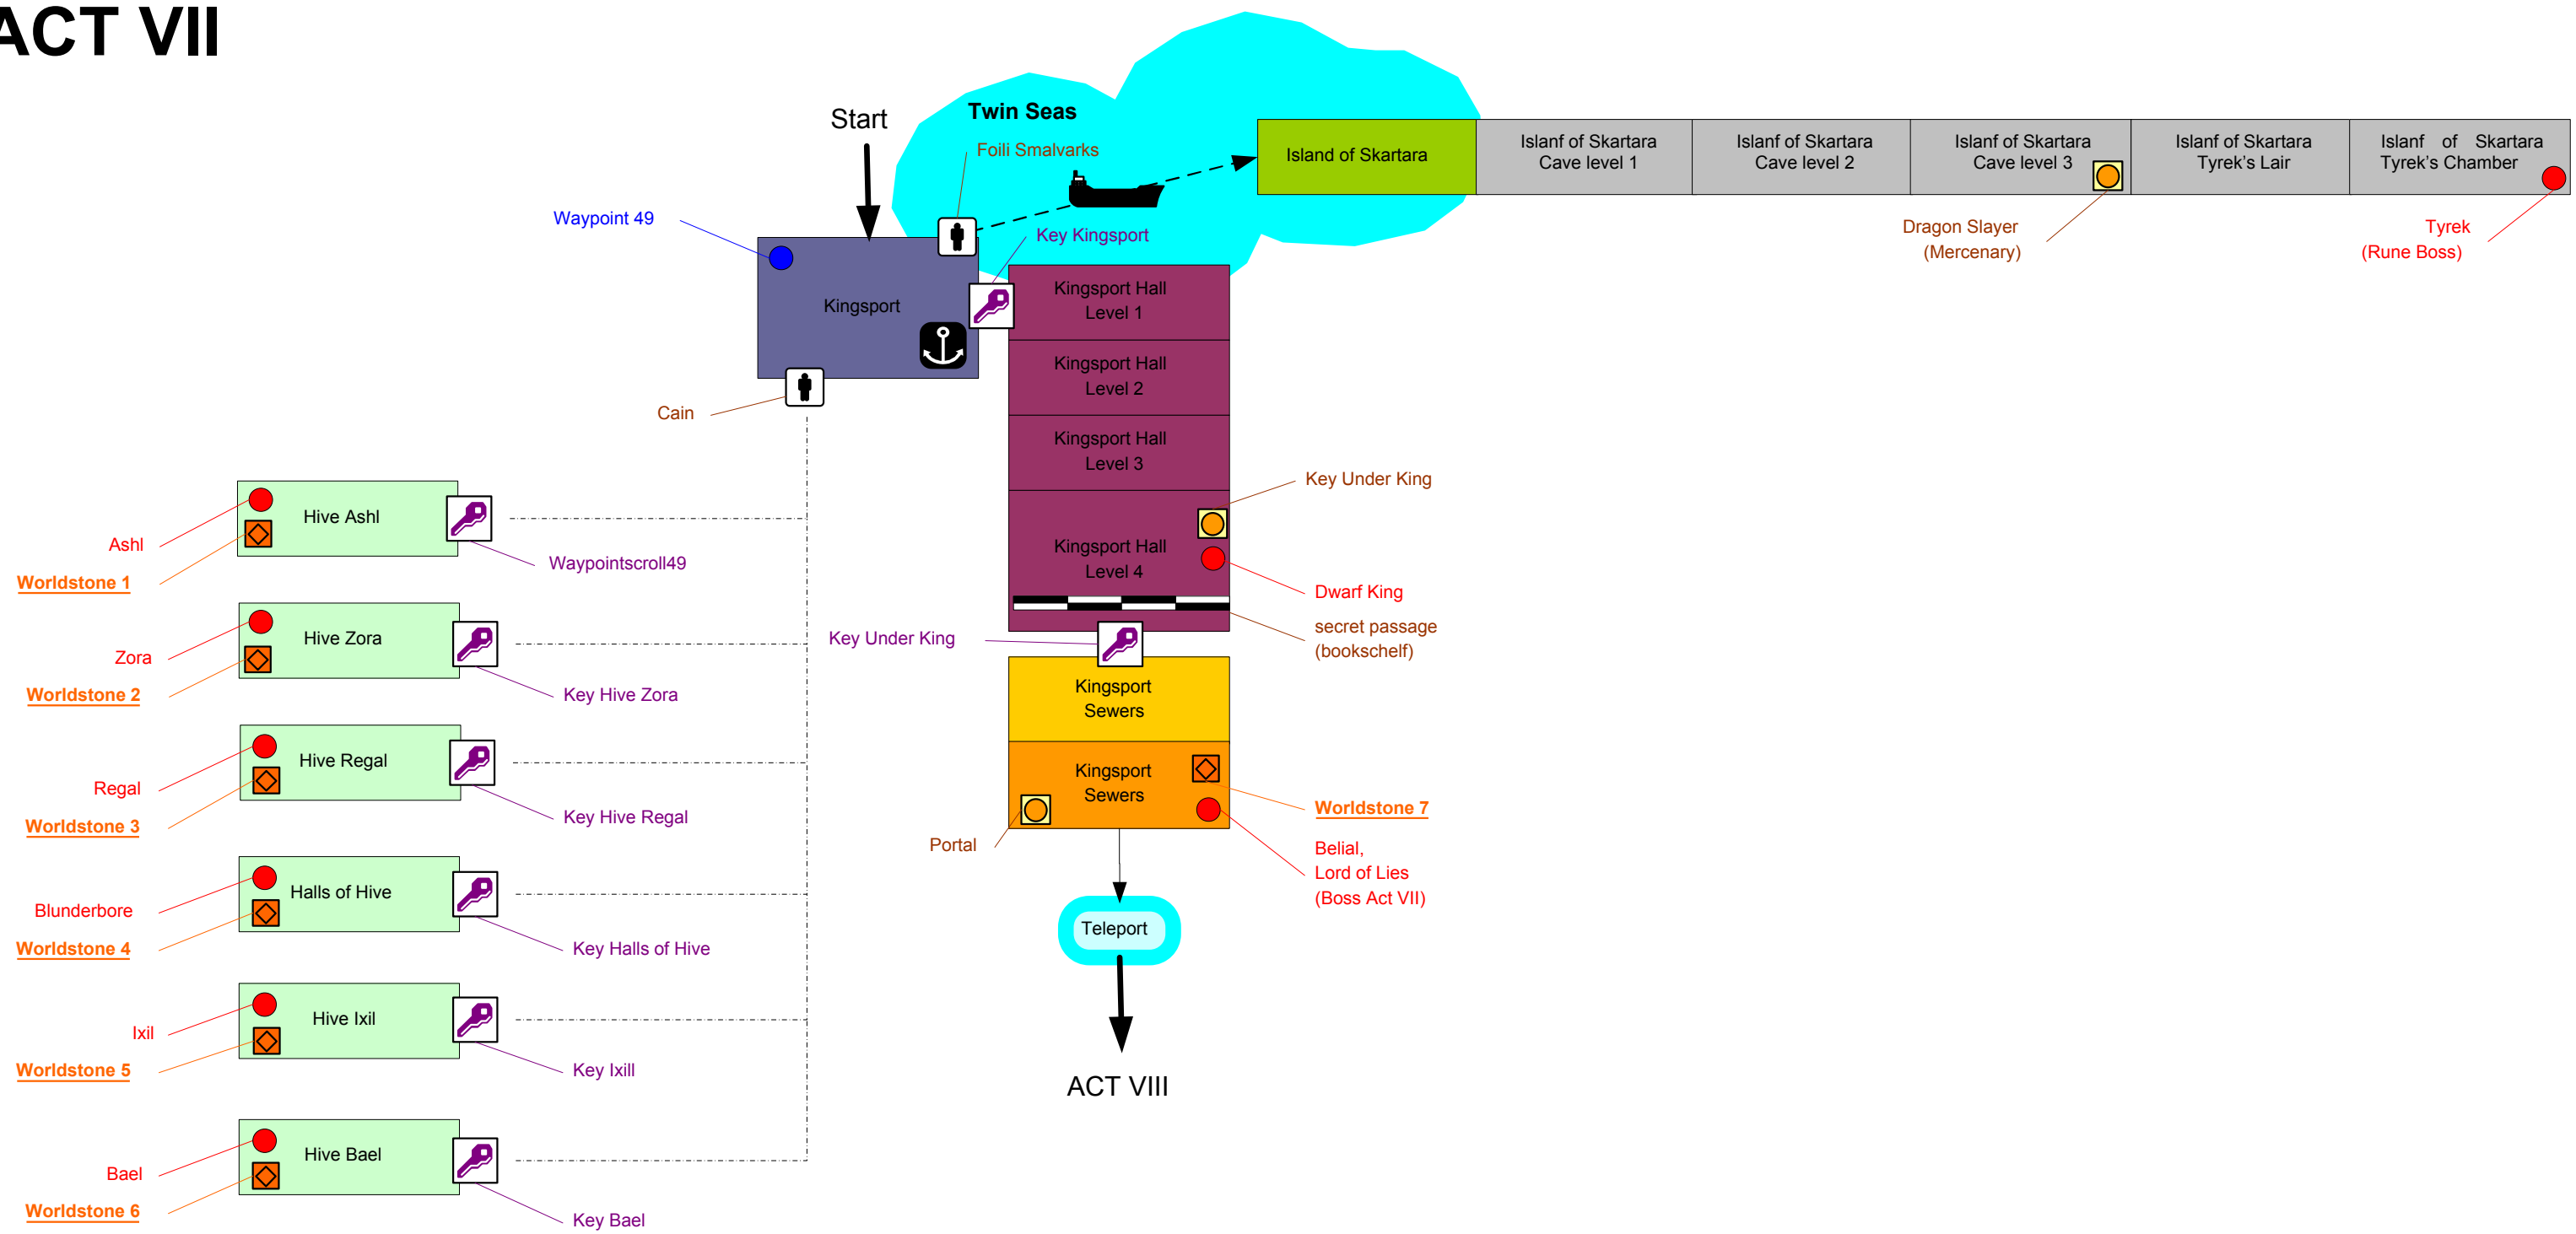 ACT VII
Start
Twin Seas
Foili Smalvarks
Island of Skartara
Islanf of Skartara
Cave level 1
Islanf of Skartara
Cave level 2
Islanf of Skartara
Cave level 3
Islanf of Skartara
Tyrek's Lair
Islanf of Skartara
Tyrek's Chamber
Dragon Slayer
(Mercenary)
Tyrek
(Rune Boss)
Waypoint 49
Key Kingsport
Kingsport
Cain
Kingsport Hall
Level 1
Kingsport Hall
Level 2
Kingsport Hall
Level 3
Kingsport Hall
Level 4
Key Under King
Dwarf King
secret passage
(bookschelf)
Key Under King
Kingsport
Sewers
Kingsport
Sewers
Portal
Worldstone 7
Belial,
Lord of Lies
(Boss Act VII)
Teleport
ACT VIII
Hive Ashl
Ashl
Worldstone 1
Waypointscroll49
Hive Zora
Zora
Worldstone 2
Key Hive Zora
Hive Regal
Regal
Worldstone 3
Key Hive Regal
Halls of Hive
Blunderbore
Worldstone 4
Key Halls of Hive
Hive Ixil
Ixil
Worldstone 5
Key Ixill
Hive Bael
Bael
Worldstone 6
Key Bael